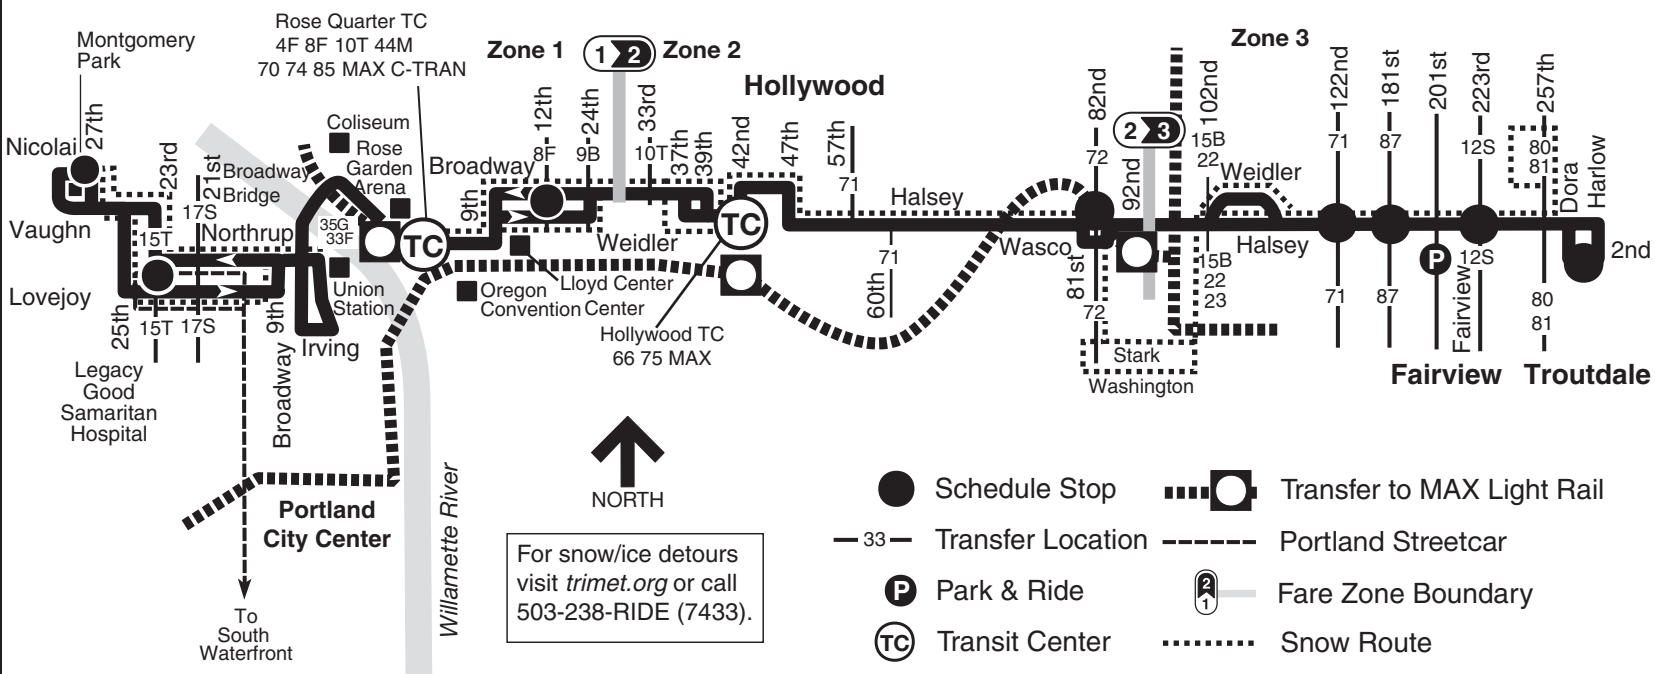 Rose Quarter TC
4F 8F 10T 44M
70 74 85 MAX C-TRAN
Montgomery
Park
Zone 1
1 2
Zone 2
Zone 3
Hollywood
Nicolai
27th
23rd
21st
17S
15T
Vaughn
Northrup
Lovejoy
25th
15T
17S
9th
Broadway
Legacy
Good
Samaritan
Hospital
Broadway
Bridge
Coliseum
Rose
Garden
Arena
35G
33F
TC
Union
Station
Irving
Broadway
9th
12th
8F
24th
9B
33rd
10T
37th
39th
42nd
47th
57th
71
TC
Weidler
Lloyd Center
Oregon
Convention Center
Hollywood TC
66 75 MAX
Halsey
71
60th
Wasco
82nd
72
81st
72
2 3
92nd
102nd
15B
22
Weidler
Halsey
15B
22
23
Stark
Washington
122nd
71
71
181st
87
87
201st
P
Fairview
223rd
12S
12S
257th
80
81
80
81
Dora
Harlow
2nd
Fairview
Troutdale
Portland
City Center
To
South
Waterfront
Willamette River
NORTH
For snow/ice detours
visit trimet.org or call
503-238-RIDE (7433).
Schedule Stop
33
Transfer Location
P
Park & Ride
TC
Transit Center
Transfer to MAX Light Rail
Portland Streetcar
2
1
Fare Zone Boundary
Snow Route